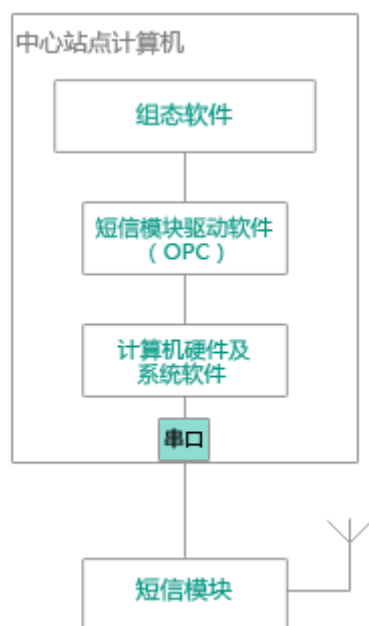 中心站点计算机
组态软件
短信模块驱动软件
（OPC）
计算机硬件及
系统软件
串口
短信模块